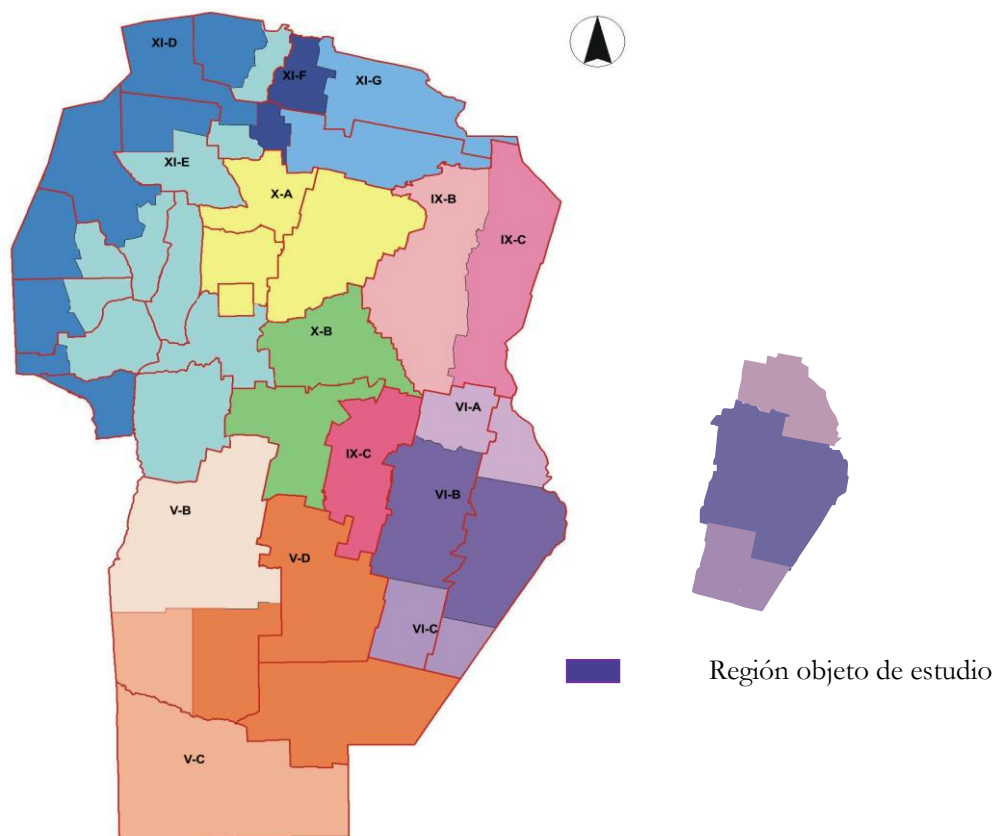 XI-D
XI-F
XI-G
XI-E
X-A
IX-B
IX-C
X-B
VI-A
IX-C
VI-B
V-B
V-D
VI-C
Región objeto de estudio
V-C